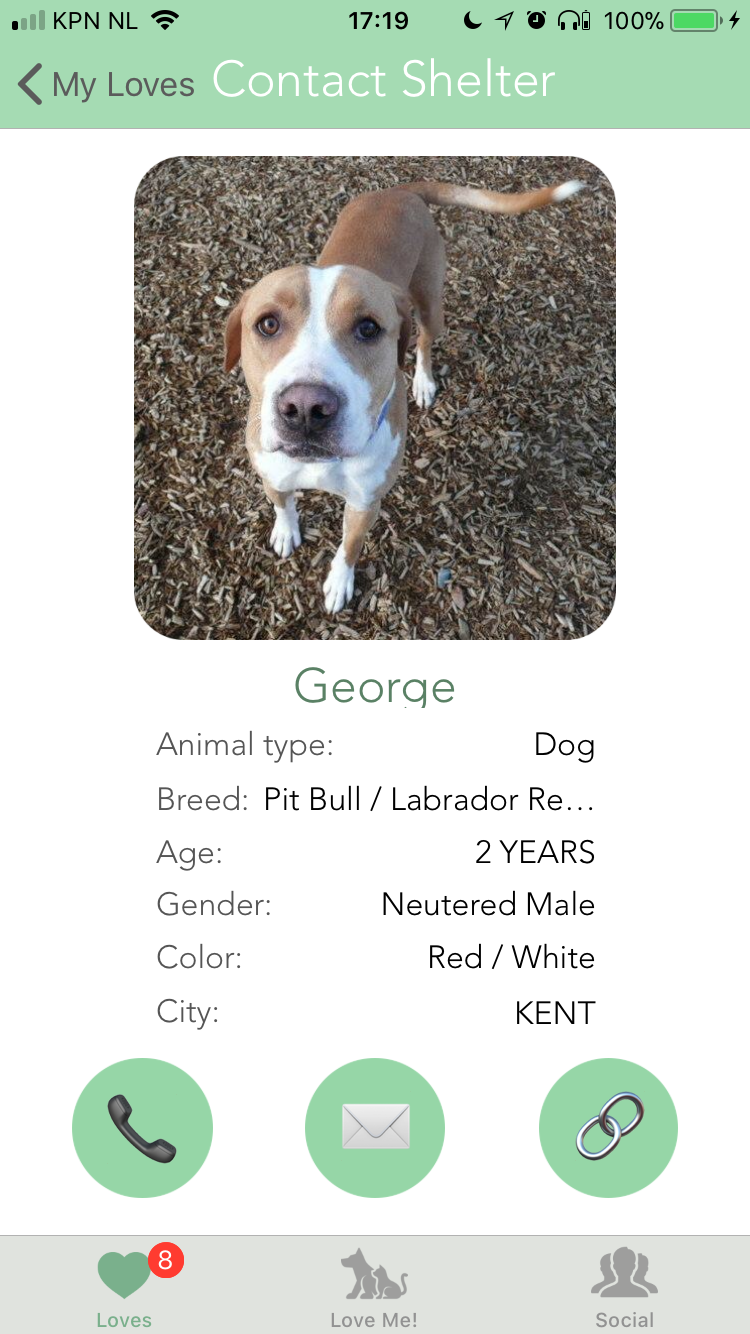 KPN NL 17:19 100%
My Loves Contact Shelter
George
Animal type: Dog
Breed: Pit Bull / Labrador Re...
Age: 2 YEARS
Gender: Neutered Male
Color: Red / White
City: KENT
8
Loves Love Me! Social